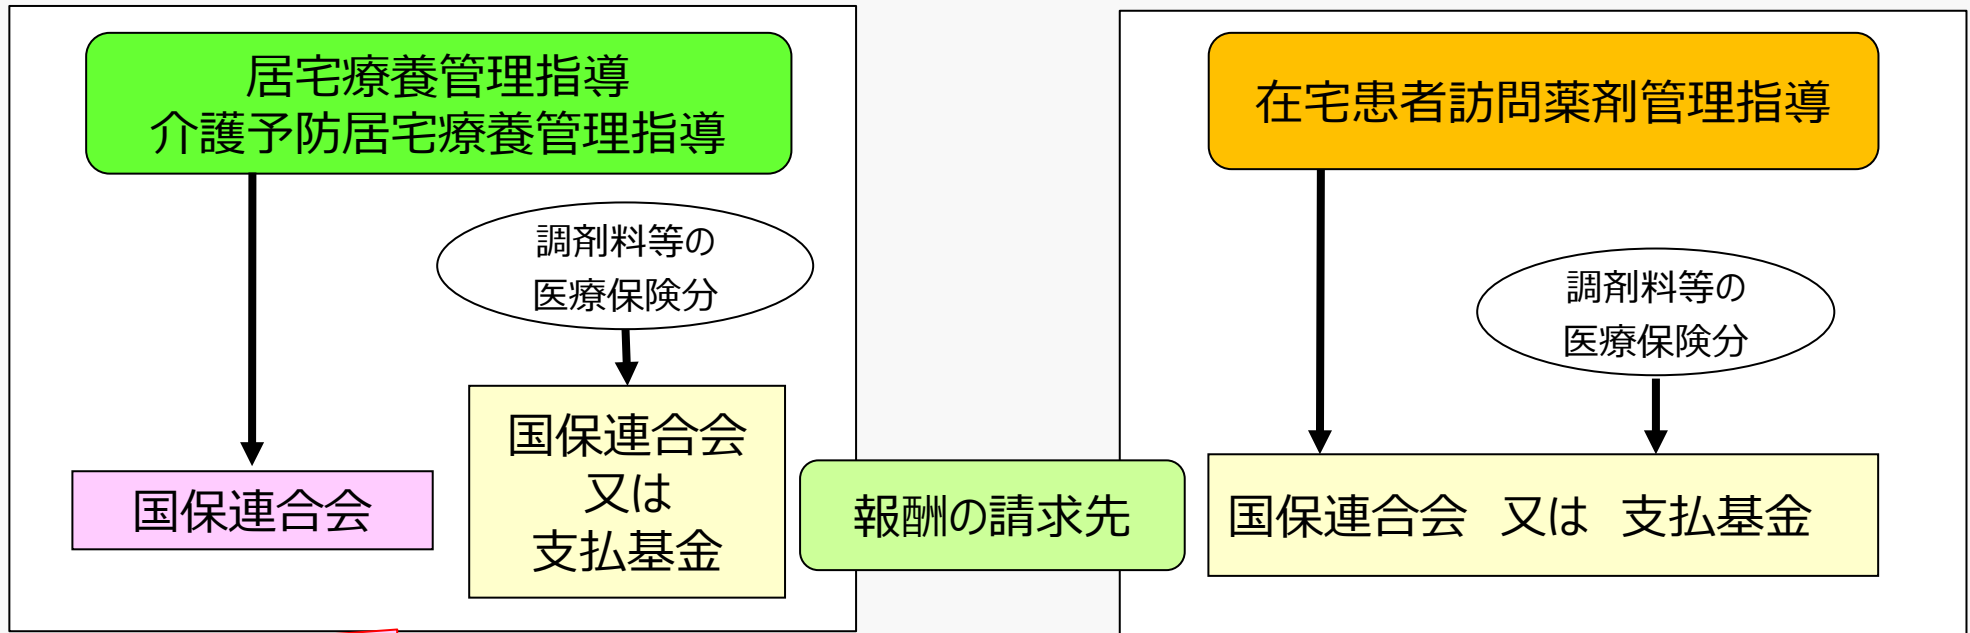 居宅療養管理指導
介護予防居宅療養管理指導
調剤料等の
医療保険分
国保連合会
国保連合会
又は
支払基金
報酬の請求先
在宅患者訪問薬剤管理指導
調剤料等の
医療保険分
国保連合会 又は 支払基金